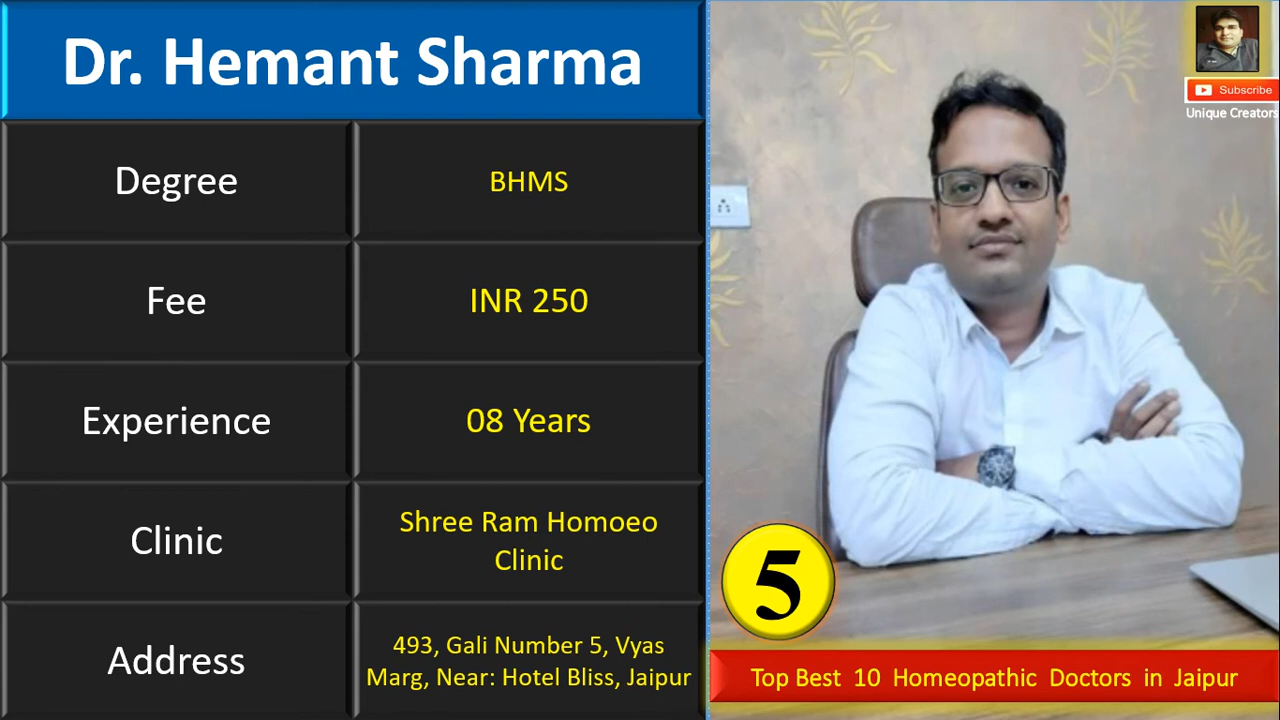 Dr. Hemant Sharma
Degree
BHMS
Fee
INR 250
Experience
08 Years
Clinic
Shree Ram Homoeo
Clinic
Address
493, Gali Number 5, Vyas
Marg, Near: Hotel Bliss, Jaipur
Subscribe
Unique Creators
5
Top Best 10 Homeopathic Doctors in Jaipur